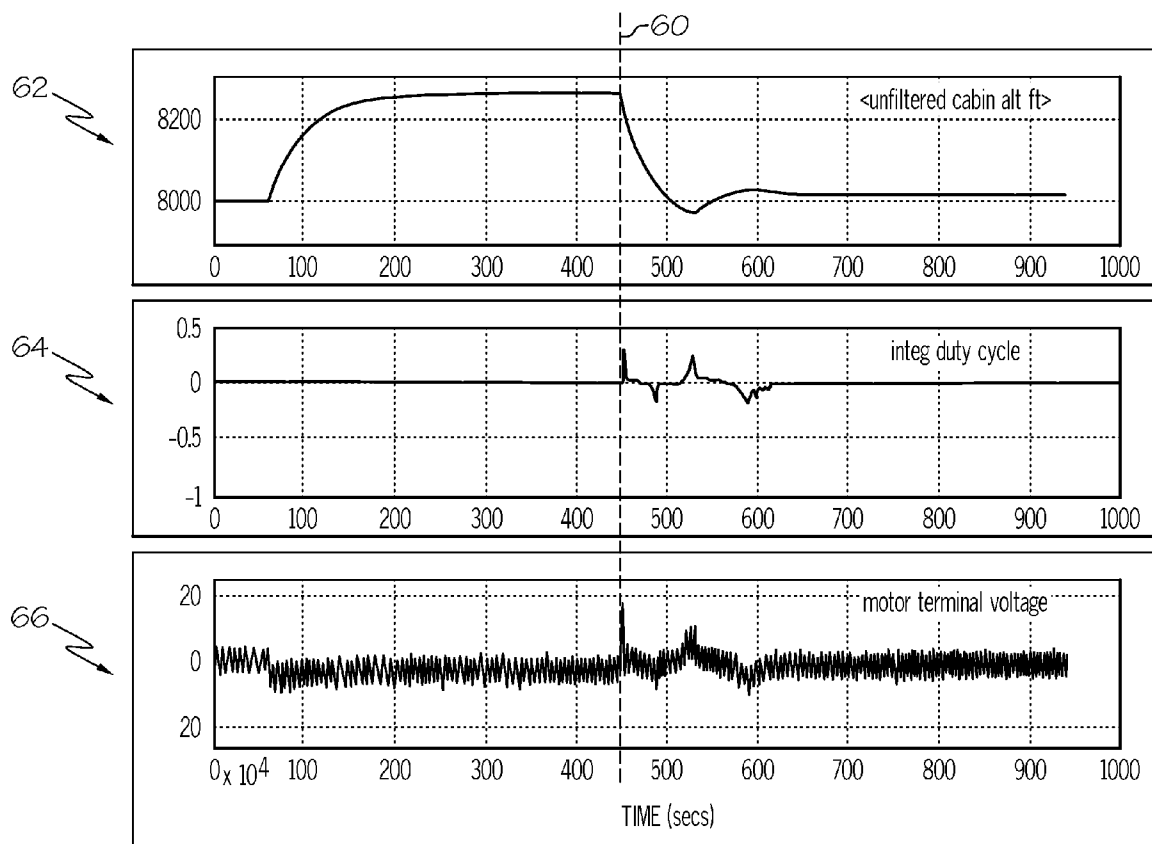 60
62
8200
8000
<unfiltered cabin alt ft>
0 100 200 300 400 500 600 700 800 900 1000
64
0.5
0
-0.5
-1
integ duty cycle
0 100 200 300 400 500 600 700 800 900 1000
66
20
0
20
motor terminal voltage
0 x 10⁴ 100 200 300 400 500 600 700 800 900 1000
TIME (secs)